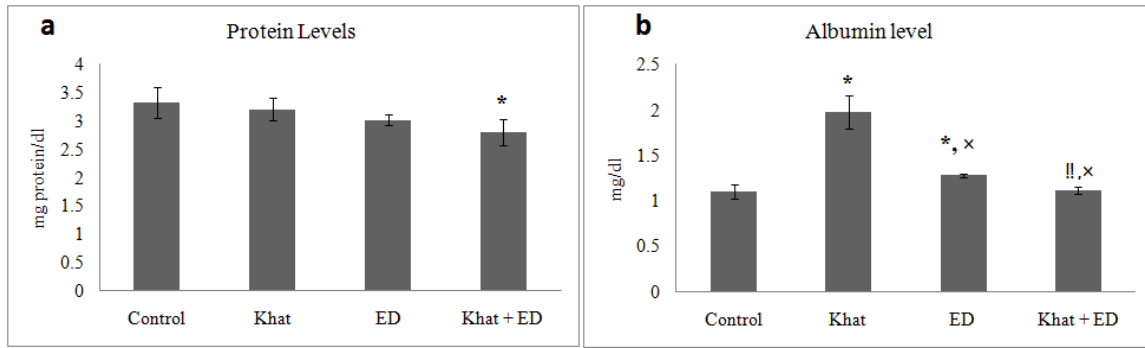 a
Protein Levels
mg protein/dl
4
3.5
3
2.5
2
1.5
1
0.5
0
*
Control Khat ED Khat + ED
b
Albumin level
mg/dl
2.5
2
1.5
1
0.5
0
*
*, ×
‼,×
Control Khat ED Khat + ED